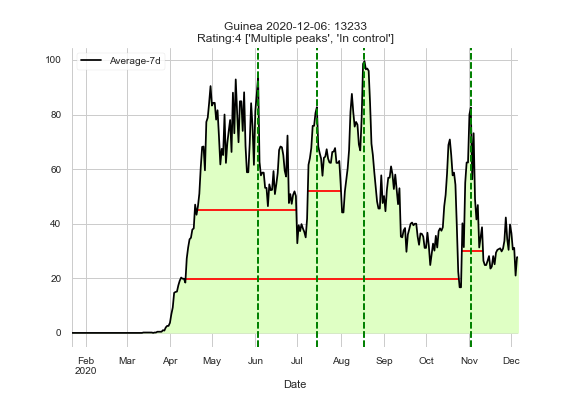 Guinea 2020-12-06: 13233
Rating:4 ['Multiple peaks', 'In control']
Average-7d
100
80
60
40
20
0
Feb Mar Apr May Jun Jul Aug Sep Oct Nov Dec
2020
Date